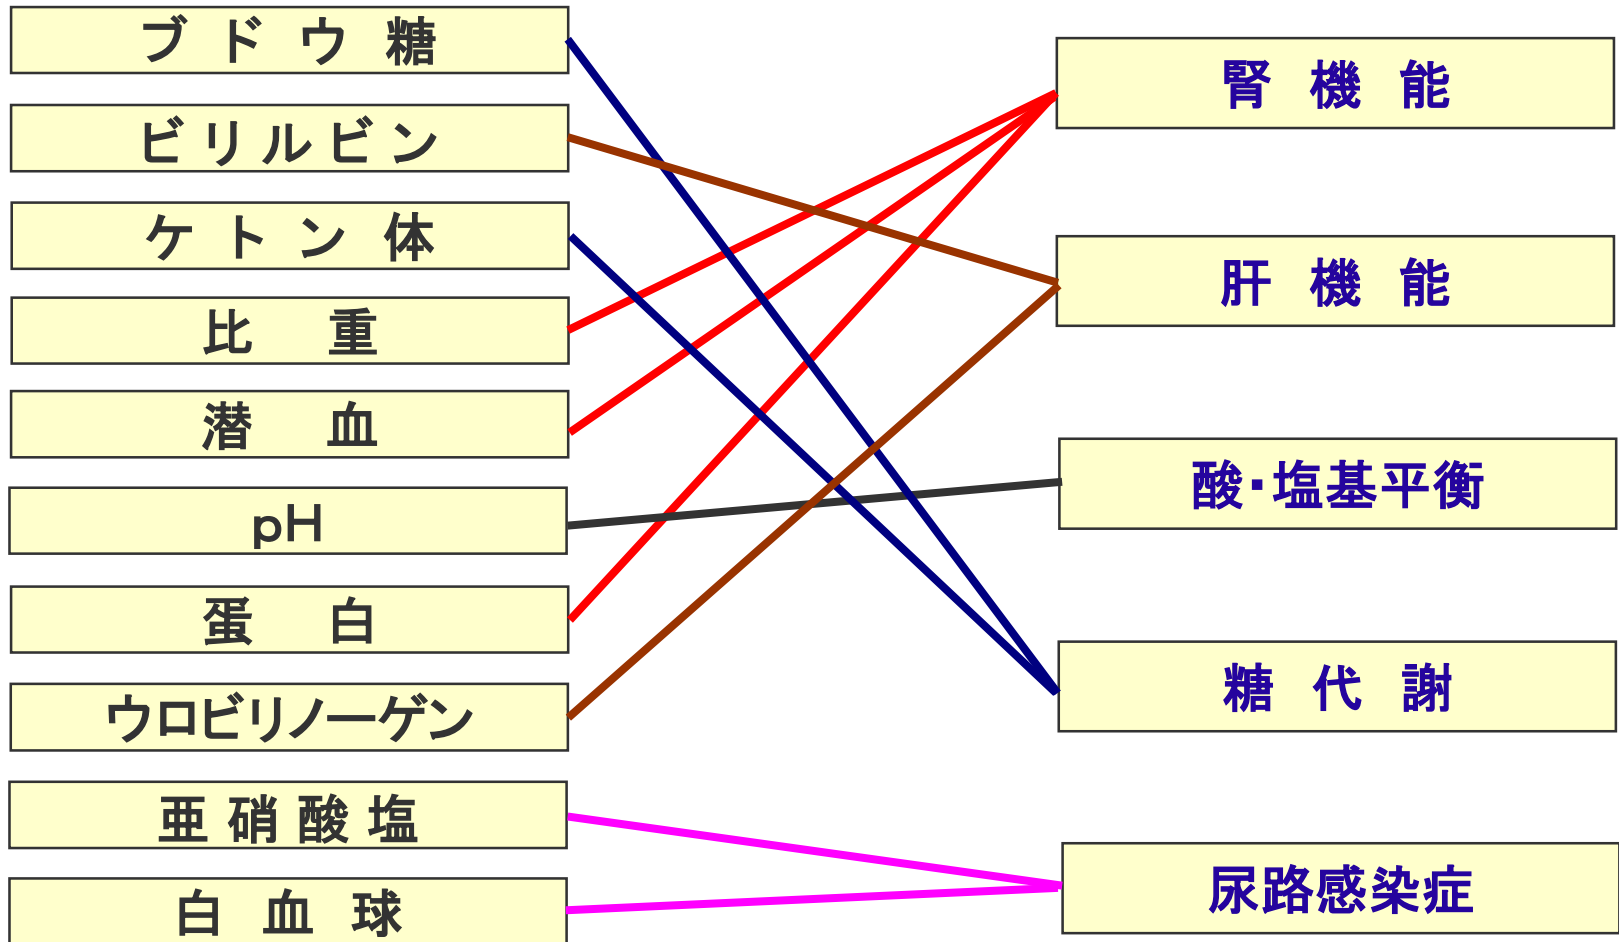 ブドウ糖
ビリルビン
ケトン体
比重
潜血
pH
蛋白
ウロビリノーゲン
亜硝酸塩
白血球
腎機能
肝機能
酸・塩基平衡
糖代謝
尿路感染症